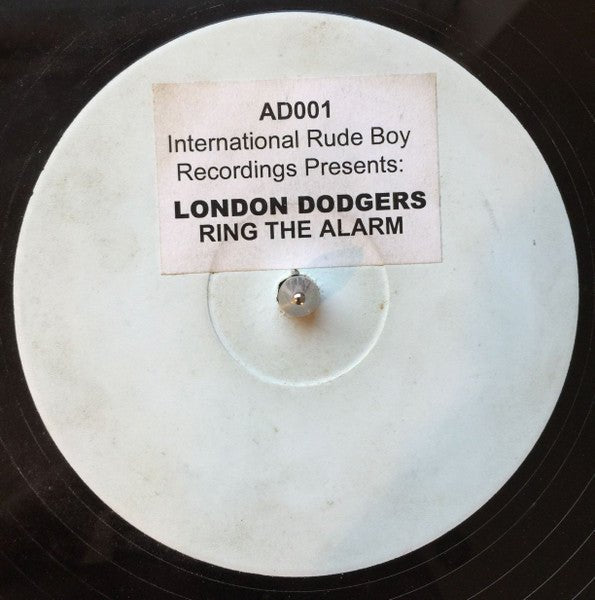 AD001
International Rude Boy
Recordings Presents:
LONDON DODGERS
RING THE ALARM